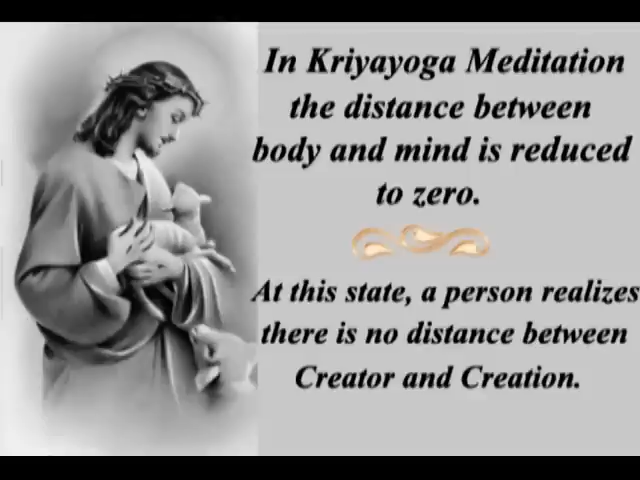 In Kriyayoga Meditation
the distance between
body and mind is reduced
to zero.
At this state, a person realizes
there is no distance between
Creator and Creation.